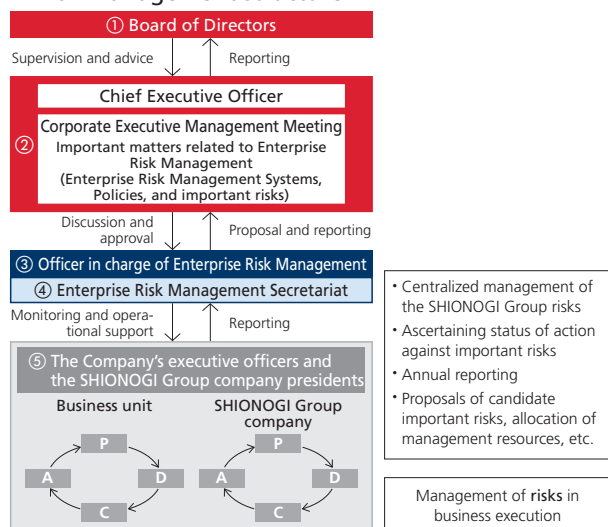 ① Board of Directors
Supervision and advice
Reporting
Chief Executive Officer
②
Corporate Executive Management Meeting
Important matters related to Enterprise
Risk Management
(Enterprise Risk Management Systems,
Policies, and important risks)
Discussion and
approval
Proposal and reporting
③ Officer in charge of Enterprise Risk Management
④ Enterprise Risk Management Secretariat
Monitoring and opera-
tional support
Reporting
⑤ The Company's executive officers and
the SHIONOGI Group company presidents
Business unit
P
A
D
C
SHIONOGI Group
company
P
A
D
C
• Centralized management of
the SHIONOGI Group risks
• Ascertaining status of action
against important risks
• Annual reporting
• Proposals of candidate
important risks, allocation of
management resources, etc.
Management of risks in
business execution